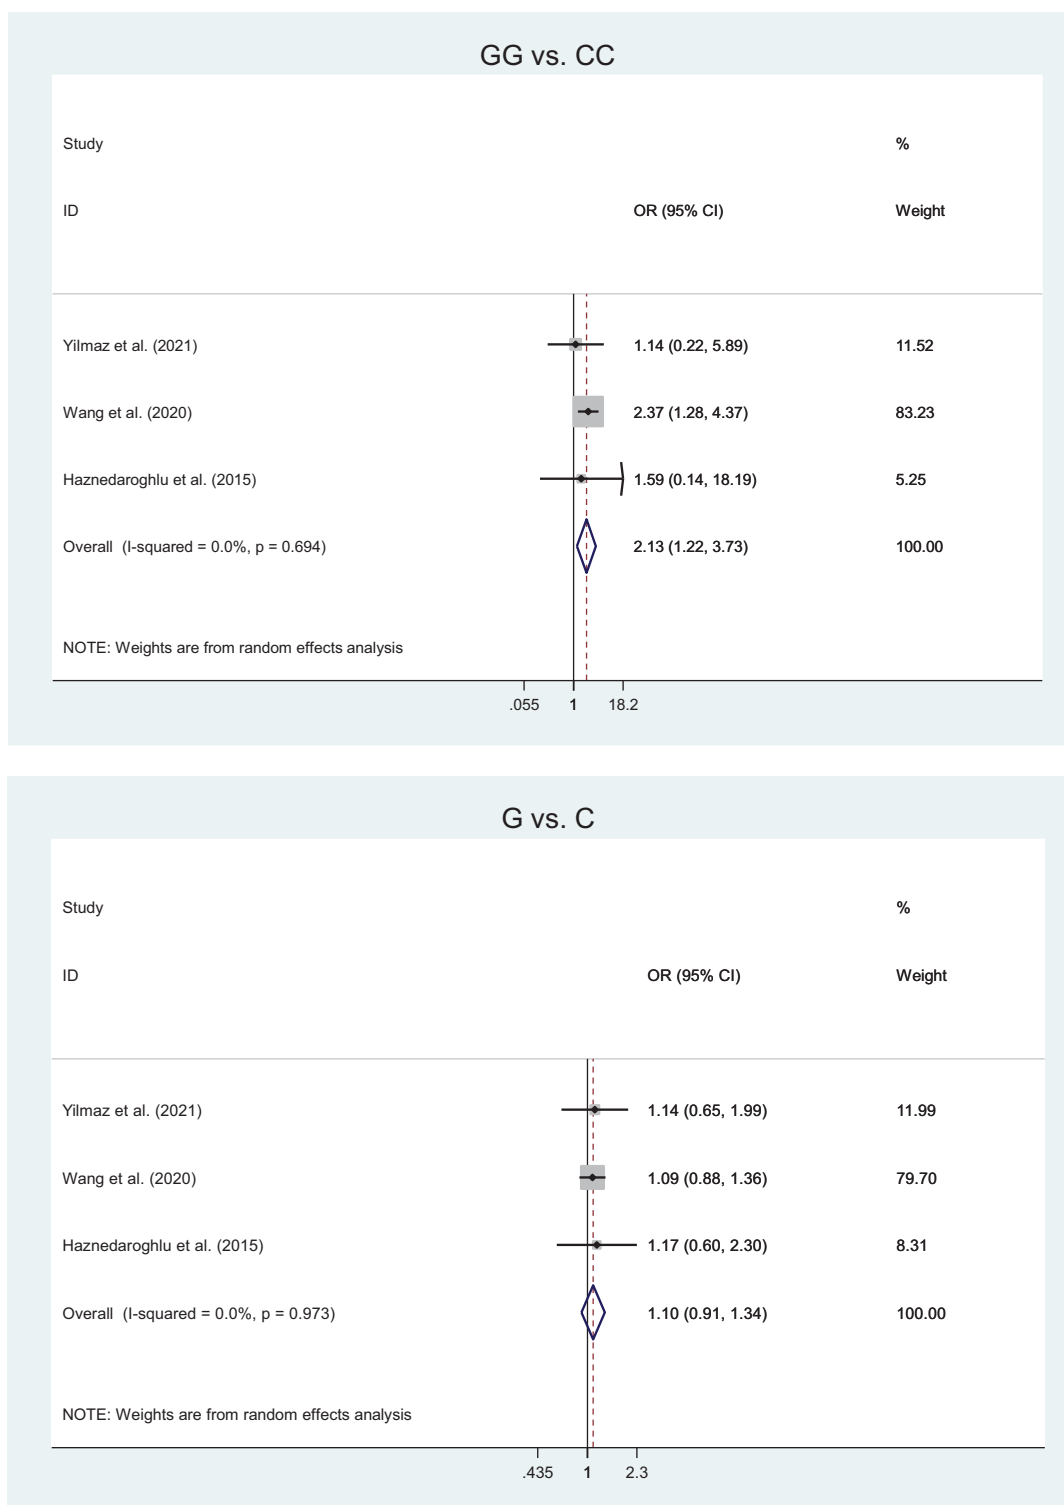 GG vs. CC
Study %
ID OR (95% CI) Weight
Yilmaz et al. (2021) 1.14 (0.22, 5.89) 11.52
Wang et al. (2020) 2.37 (1.28, 4.37) 83.23
Haznedaroghlu et al. (2015) 1.59 (0.14, 18.19) 5.25
Overall (I-squared = 0.0%, p = 0.694) 2.13 (1.22, 3.73) 100.00
NOTE: Weights are from random effects analysis
.055 1 18.2
G vs. C
Study %
ID OR (95% CI) Weight
Yilmaz et al. (2021) 1.14 (0.65, 1.99) 11.99
Wang et al. (2020) 1.09 (0.88, 1.36) 79.70
Haznedaroghlu et al. (2015) 1.17 (0.60, 2.30) 8.31
Overall (I-squared = 0.0%, p = 0.973) 1.10 (0.91, 1.34) 100.00
NOTE: Weights are from random effects analysis
.435 1 2.3